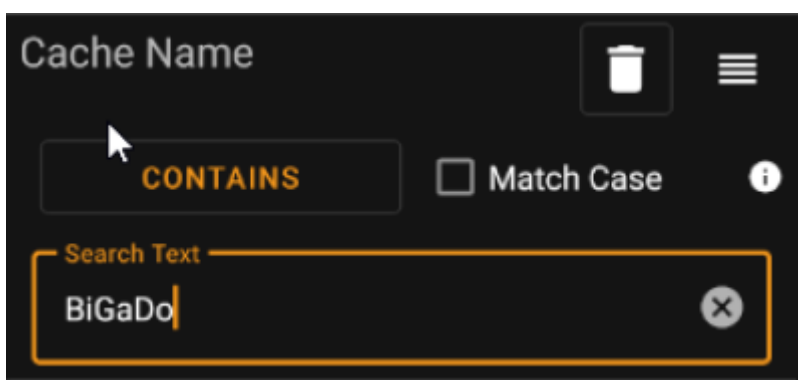 Cache Name
CONTAINS
Match Case
Search Text
BiGaDo